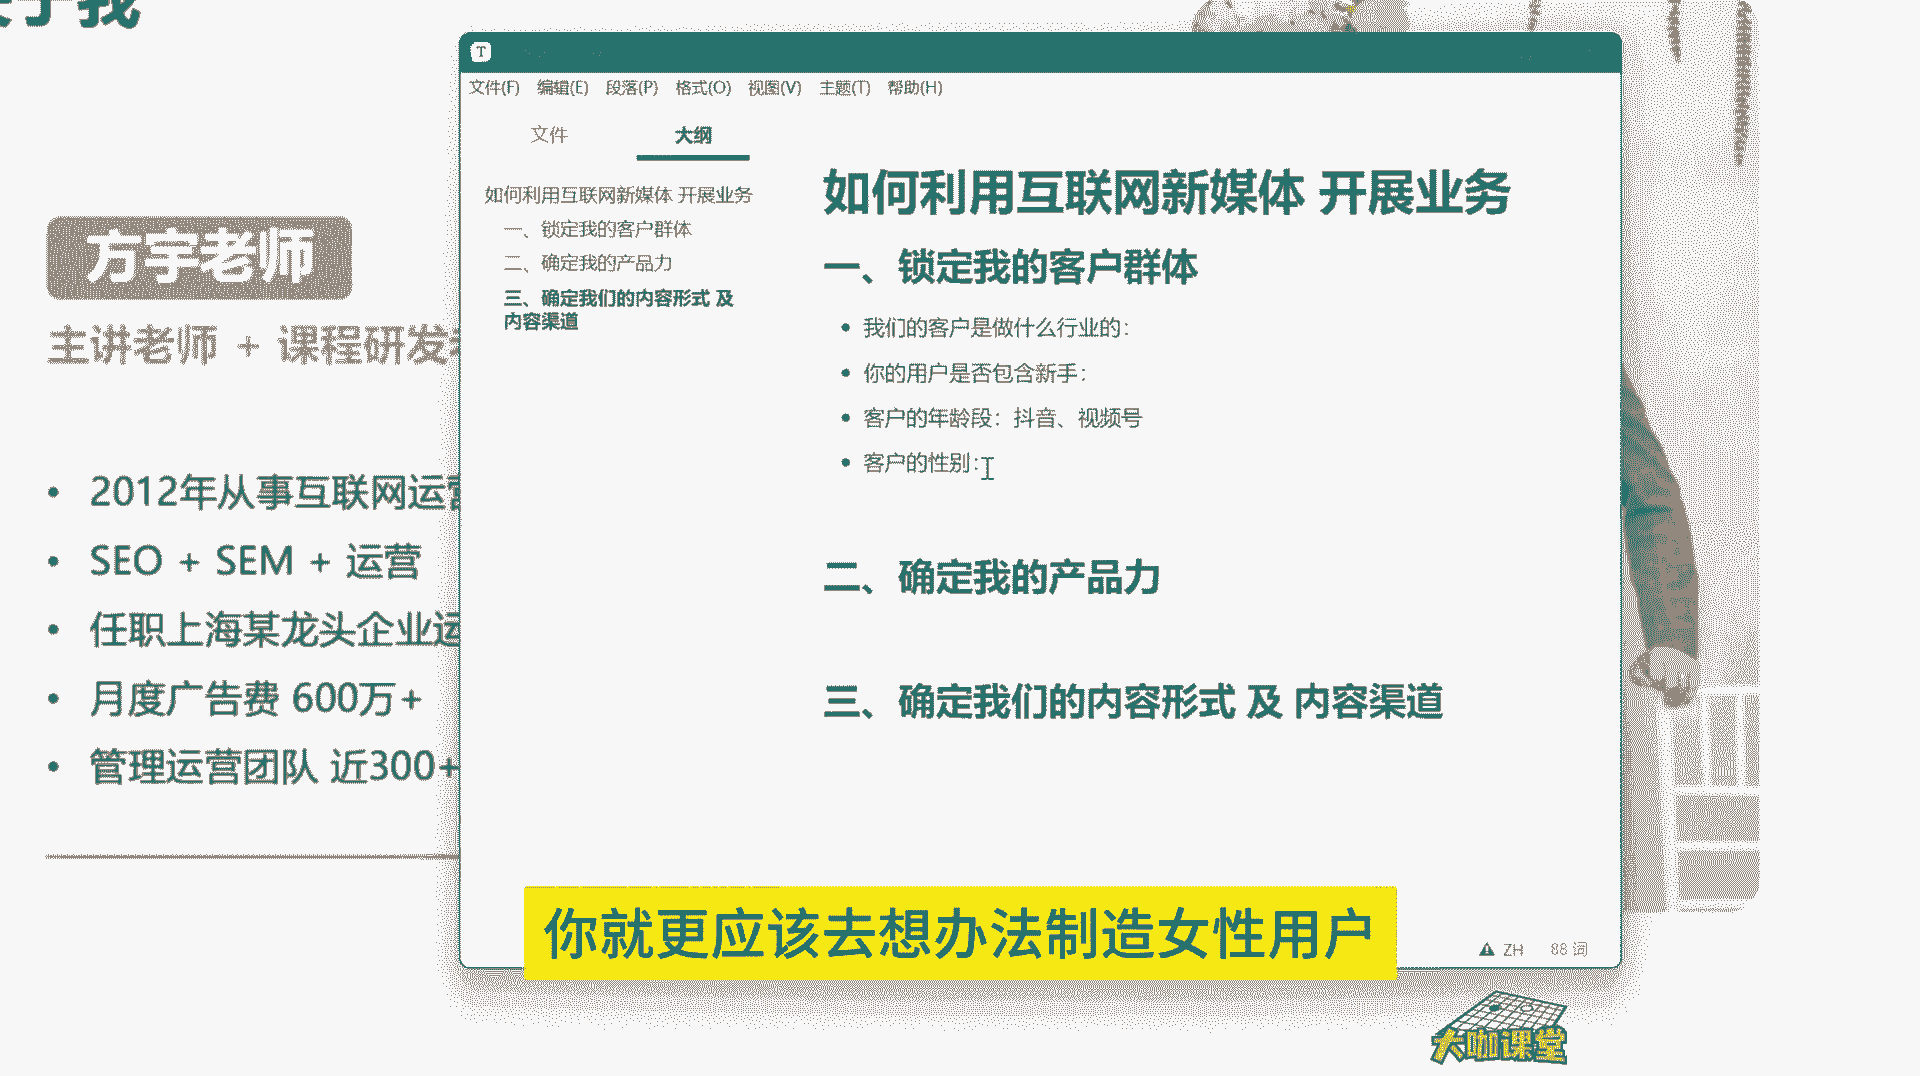 于我
方宇老师
主讲老师 + 课程研发
2012年从事互联网运营
SEO + SEM + 运营
任职上海某龙头企业运
月度广告费 600万+
管理运营团队 近300+
T
文件(F) 编辑(E) 段落(P) 格式(O) 视图(V) 主题(T) 帮助(H)
文件 大纲
如何利用互联网新媒体 开展业务
一、锁定我的客户群体
二、确定我的产品力
三、确定我们的内容形式 及
内容渠道
如何利用互联网新媒体 开展业务
一、锁定我的客户群体
我们的客户是做什么行业的：
你的用户是否包含新手：
客户的年龄段：抖音、视频号
客户的性别：
二、确定我的产品力
三、确定我们的内容形式 及 内容渠道
ZH 88 词
你就更应该去想办法制造女性用户
大咖课堂